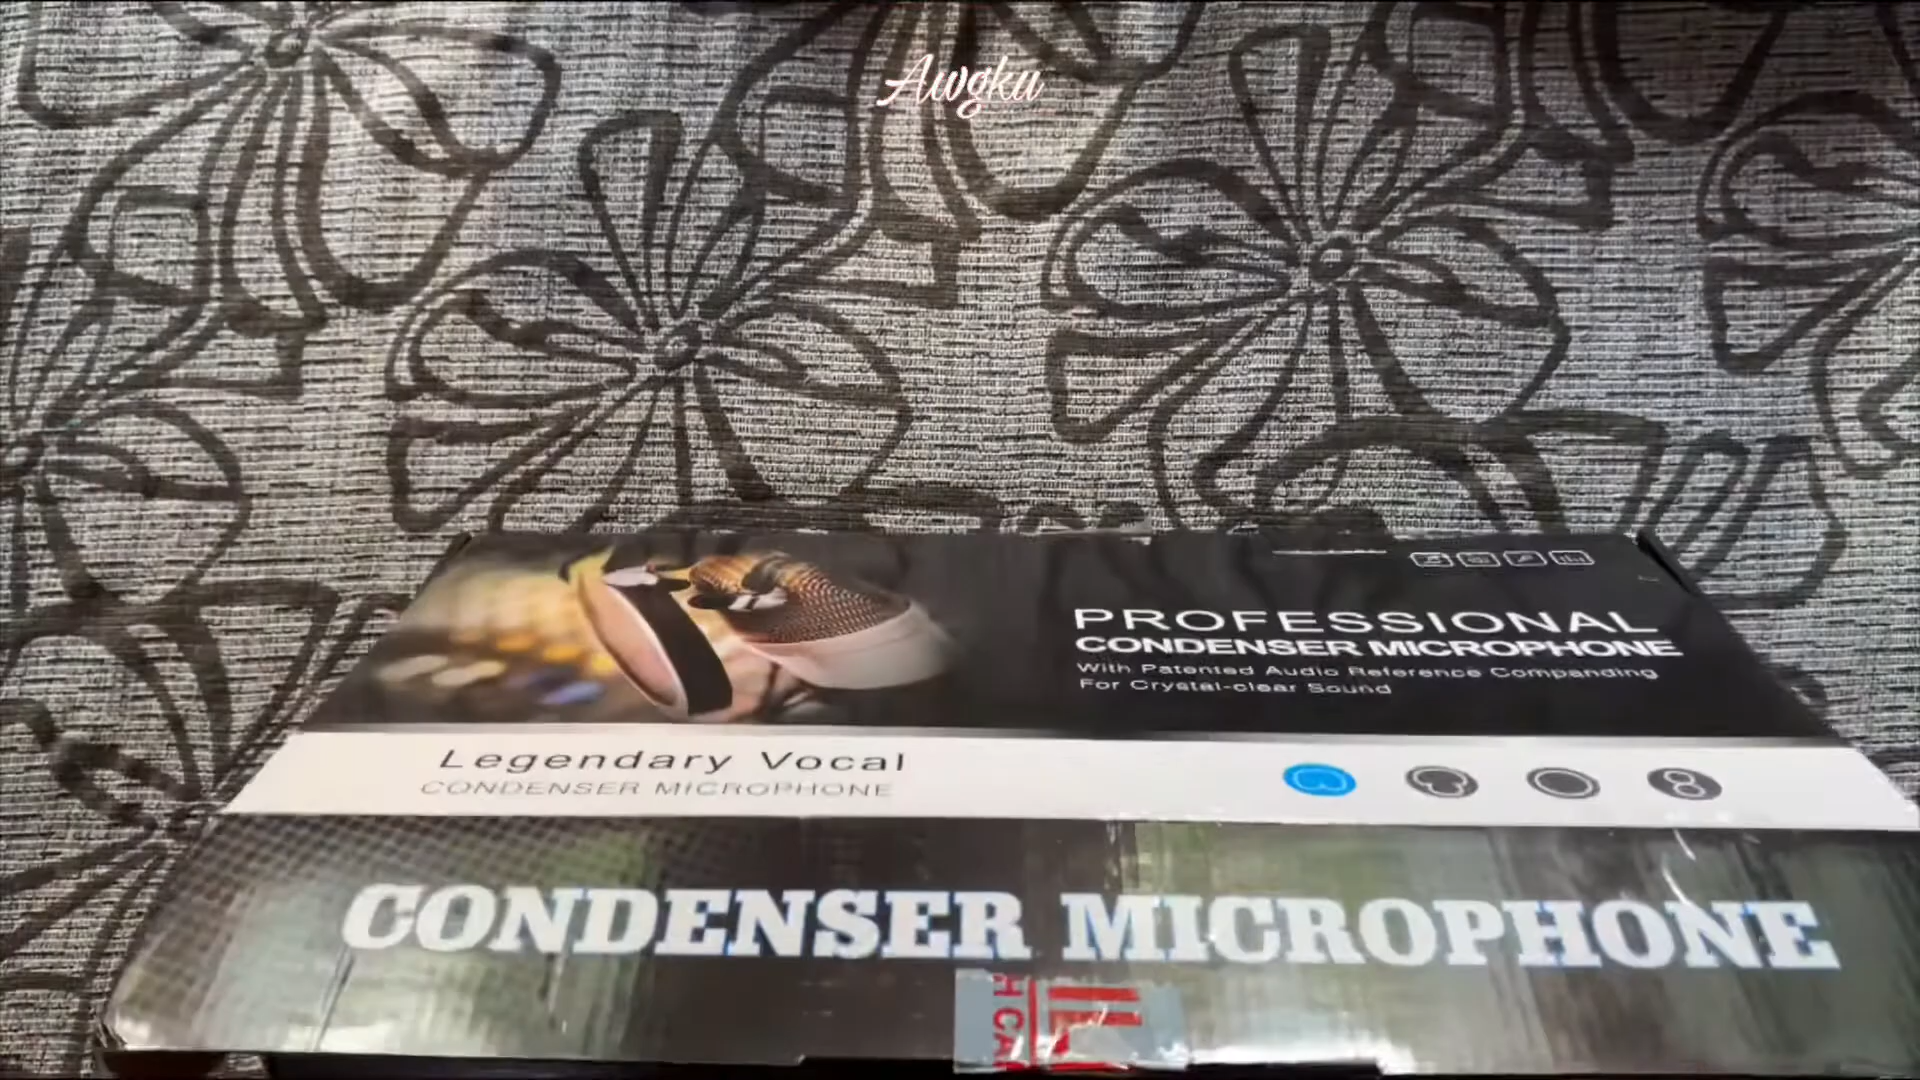 Awgku
PROFESSIONAL
CONDENSER MICROPHONE
With Patented Audio Reference Companding
For Crystal-clear Sound
Legendary Vocal
CONDENSER MICROPHONE
CONDENSER MICROPHONE